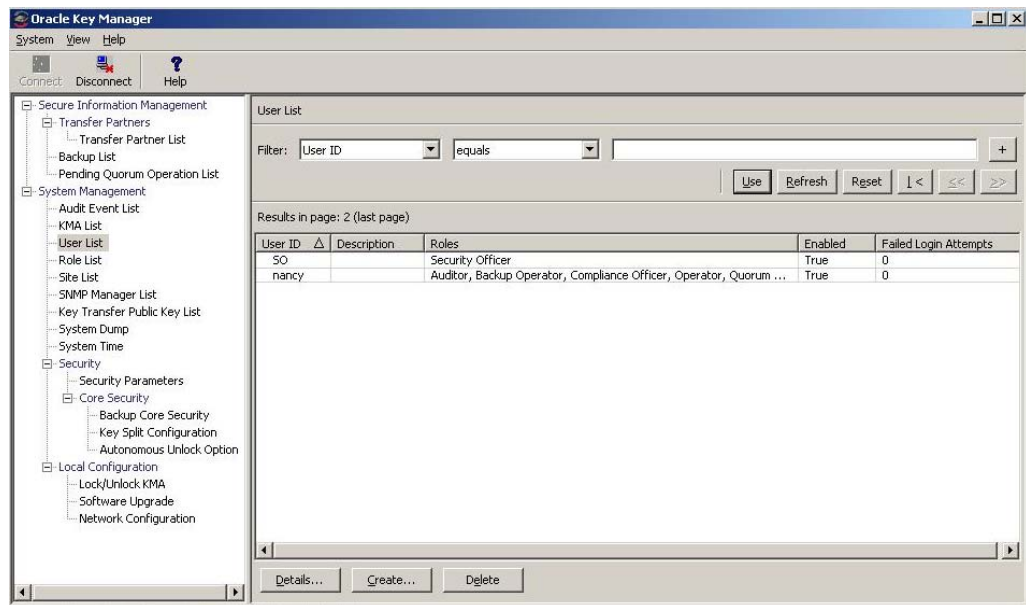 Oracle Key Manager
System View Help
Connect Disconnect Help
Secure Information Management
Transfer Partners
Transfer Partner List
Backup List
Pending Quorum Operation List
System Management
Audit Event List
KMA List
User List
Role List
Site List
SNMP Manager List
Key Transfer Public Key List
System Dump
System Time
Security
Security Parameters
Core Security
Backup Core Security
Key Split Configuration
Autonomous Unlock Option
Local Configuration
Lock/Unlock KMA
Software Upgrade
Network Configuration
User List
Filter: User ID equals +
Use Refresh Reset |< << >>
Results in page: 2 (last page)
User ID Description Roles Enabled Failed Login Attempts
SO Security Officer True 0
nancy Auditor, Backup Operator, Compliance Officer, Operator, Quorum ... True 0
Details... Create... Delete